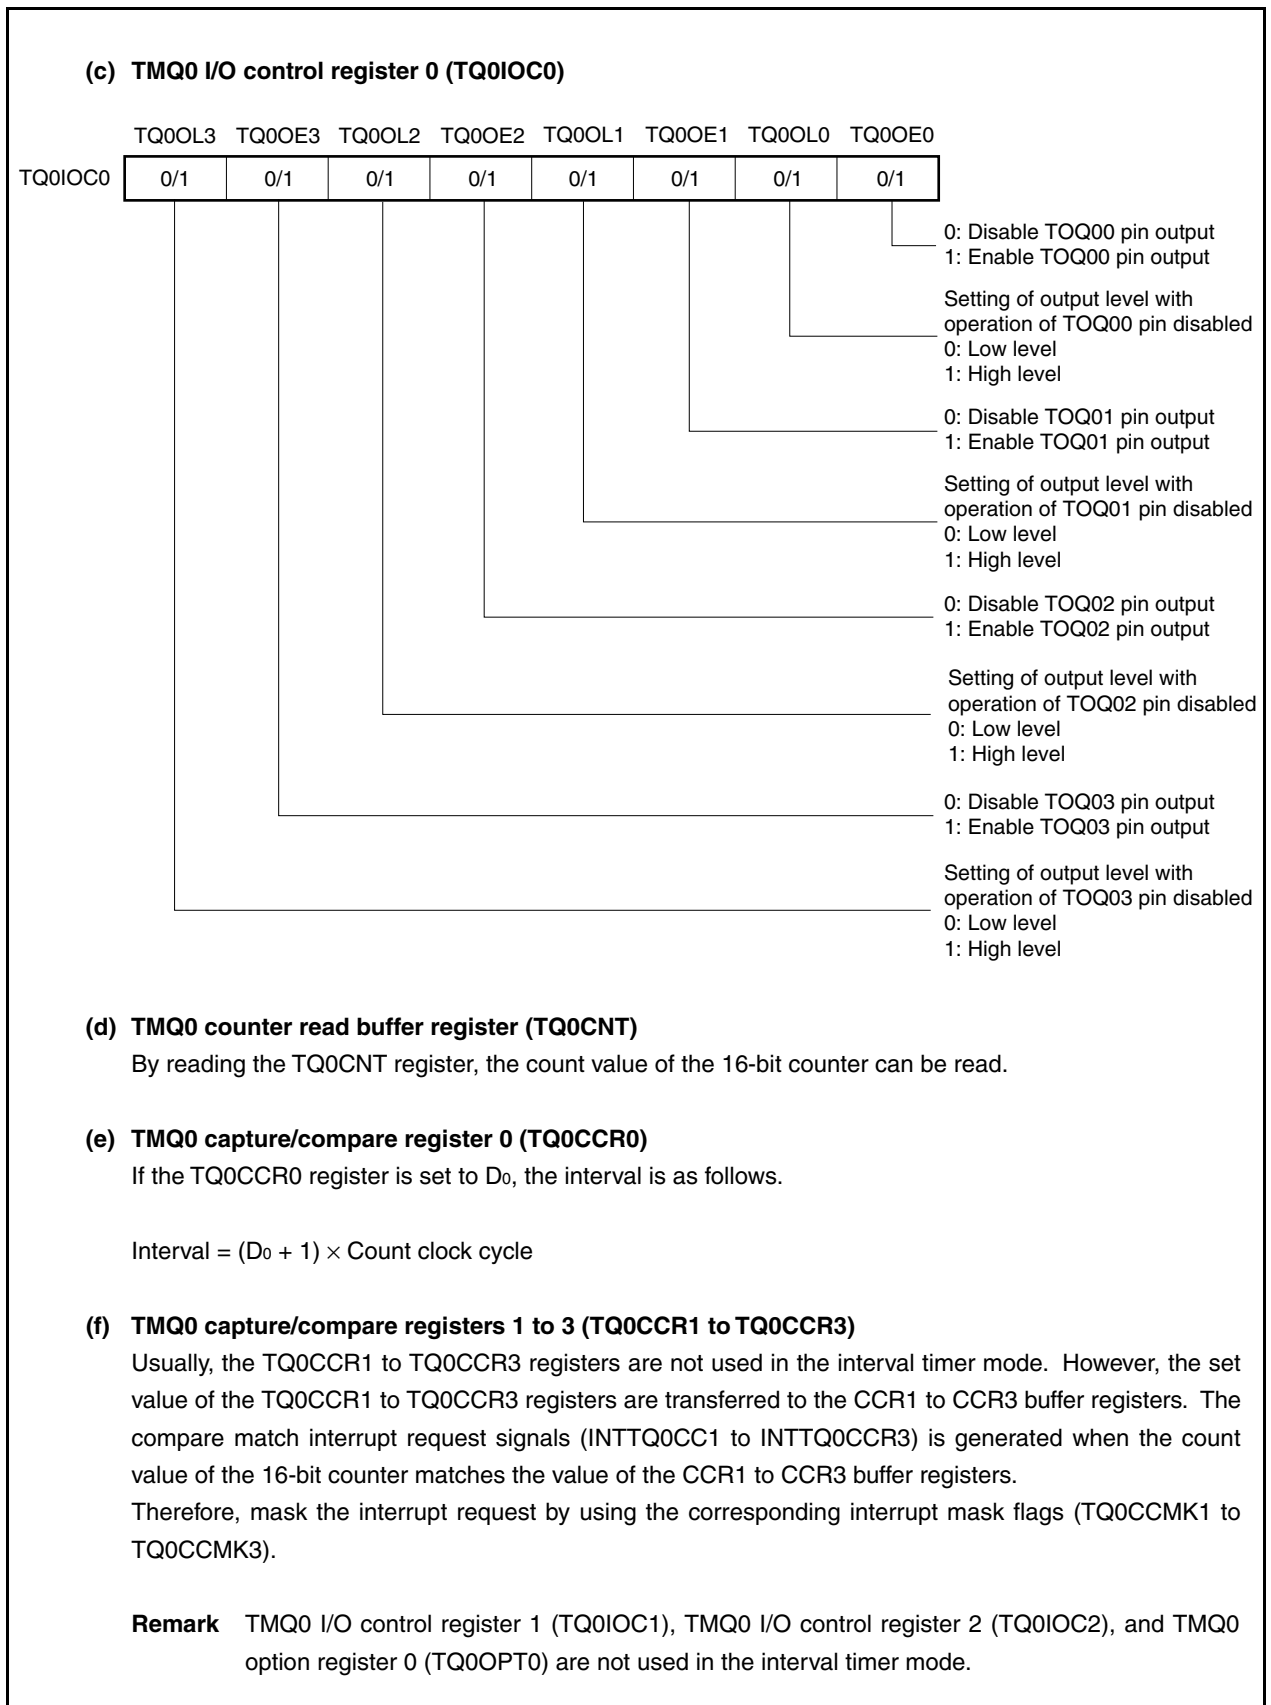 (c) TMQ0 I/O control register 0 (TQ0IOC0)
TQ0OL3 TQ0OE3 TQ0OL2 TQ0OE2 TQ0OL1 TQ0OE1 TQ0OL0 TQ0OE0
TQ0IOC0 0/1 0/1 0/1 0/1 0/1 0/1 0/1 0/1
0: Disable TOQ00 pin output
1: Enable TOQ00 pin output
Setting of output level with
operation of TOQ00 pin disabled
0: Low level
1: High level
0: Disable TOQ01 pin output
1: Enable TOQ01 pin output
Setting of output level with
operation of TOQ01 pin disabled
0: Low level
1: High level
0: Disable TOQ02 pin output
1: Enable TOQ02 pin output
Setting of output level with
operation of TOQ02 pin disabled
0: Low level
1: High level
0: Disable TOQ03 pin output
1: Enable TOQ03 pin output
Setting of output level with
operation of TOQ03 pin disabled
0: Low level
1: High level
(d) TMQ0 counter read buffer register (TQ0CNT)
By reading the TQ0CNT register, the count value of the 16-bit counter can be read.
(e) TMQ0 capture/compare register 0 (TQ0CCR0)
If the TQ0CCR0 register is set to D0, the interval is as follows.
Interval = (D0 + 1) × Count clock cycle
(f) TMQ0 capture/compare registers 1 to 3 (TQ0CCR1 to TQ0CCR3)
Usually, the TQ0CCR1 to TQ0CCR3 registers are not used in the interval timer mode. However, the set
value of the TQ0CCR1 to TQ0CCR3 registers are transferred to the CCR1 to CCR3 buffer registers. The
compare match interrupt request signals (INTTQ0CC1 to INTTQ0CCR3) is generated when the count
value of the 16-bit counter matches the value of the CCR1 to CCR3 buffer registers.
Therefore, mask the interrupt request by using the corresponding interrupt mask flags (TQ0CCMK1 to
TQ0CCMK3).
Remark TMQ0 I/O control register 1 (TQ0IOC1), TMQ0 I/O control register 2 (TQ0IOC2), and TMQ0
option register 0 (TQ0OPT0) are not used in the interval timer mode.